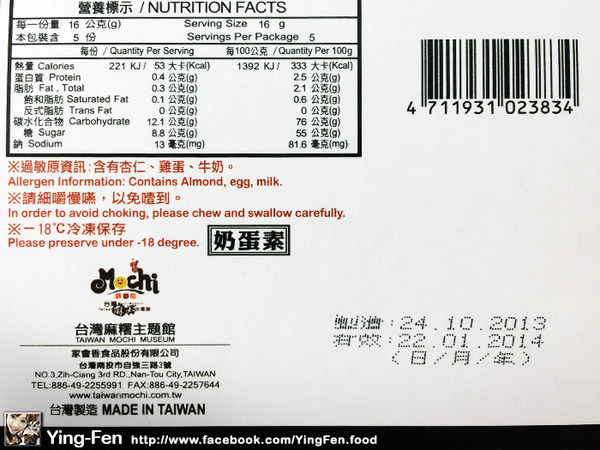 營養標示 / NUTRITION FACTS
每一份量 16 公克(g) Serving Size 16 g
本包裝含 5 份 Servings Per Package 5
每份 / Quantity Per Serving 每100公克 / Quantity Per 100g
熱量 Calories 221 KJ / 53 大卡(Kcal) 1392 KJ / 333 大卡(Kcal)
蛋白質 Protein 0.4 公克(g) 2.5 公克(g)
脂肪 Fat , Total 0.3 公克(g) 2.1 公克(g)
飽和脂肪 Saturated Fat 0.1 公克(g) 0.6 公克(g)
反式脂肪 Trans Fat 0 公克(g) 0 公克(g)
碳水化合物 Carbohydrate 12.1 公克(g) 76 公克(g)
糖 Sugar 8.8 公克(g) 55 公克(g)
鈉 Sodium 13 毫克(mg) 81.6 毫克(mg)
4 711931 023834
※過敏原資訊:含有杏仁、雞蛋、牛奶。
Allergen Information: Contains Almond, egg, milk.
※請細嚼慢嚥，以免噎到。
In order to avoid choking, please chew and swallow carefully.
※－18℃冷凍保存
Please preserve under -18 degree.
奶蛋素
Mochi
台灣麻糬主題館
TAIWAN MOCHI MUSEUM
家會香食品股份有限公司
台灣南投市自強三路3號
NO.3,Zih-Ciang 3rd RD.,Nan-Tou City,TAIWAN
TEL:886-49-2255991 FAX:886-49-2257644
www.taiwanmochi.com.tw
台灣製造 MADE IN TAIWAN
製造:24.10.2013
有效:22.01.2014
(日/月/年)
Ying-Fen http://www.facebook.com/YingFen.food